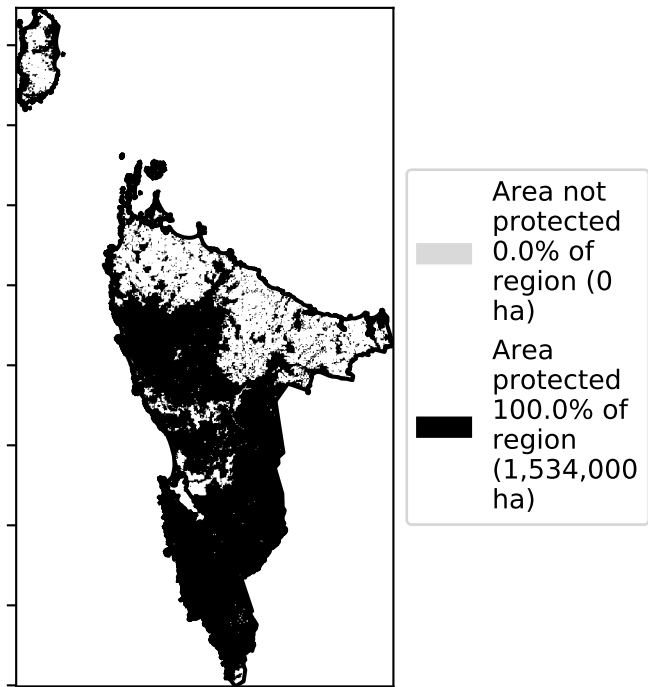 Area not
protected
0.0% of
region (0
ha)
Area
protected
100.0% of
region
(1,534,000
ha)